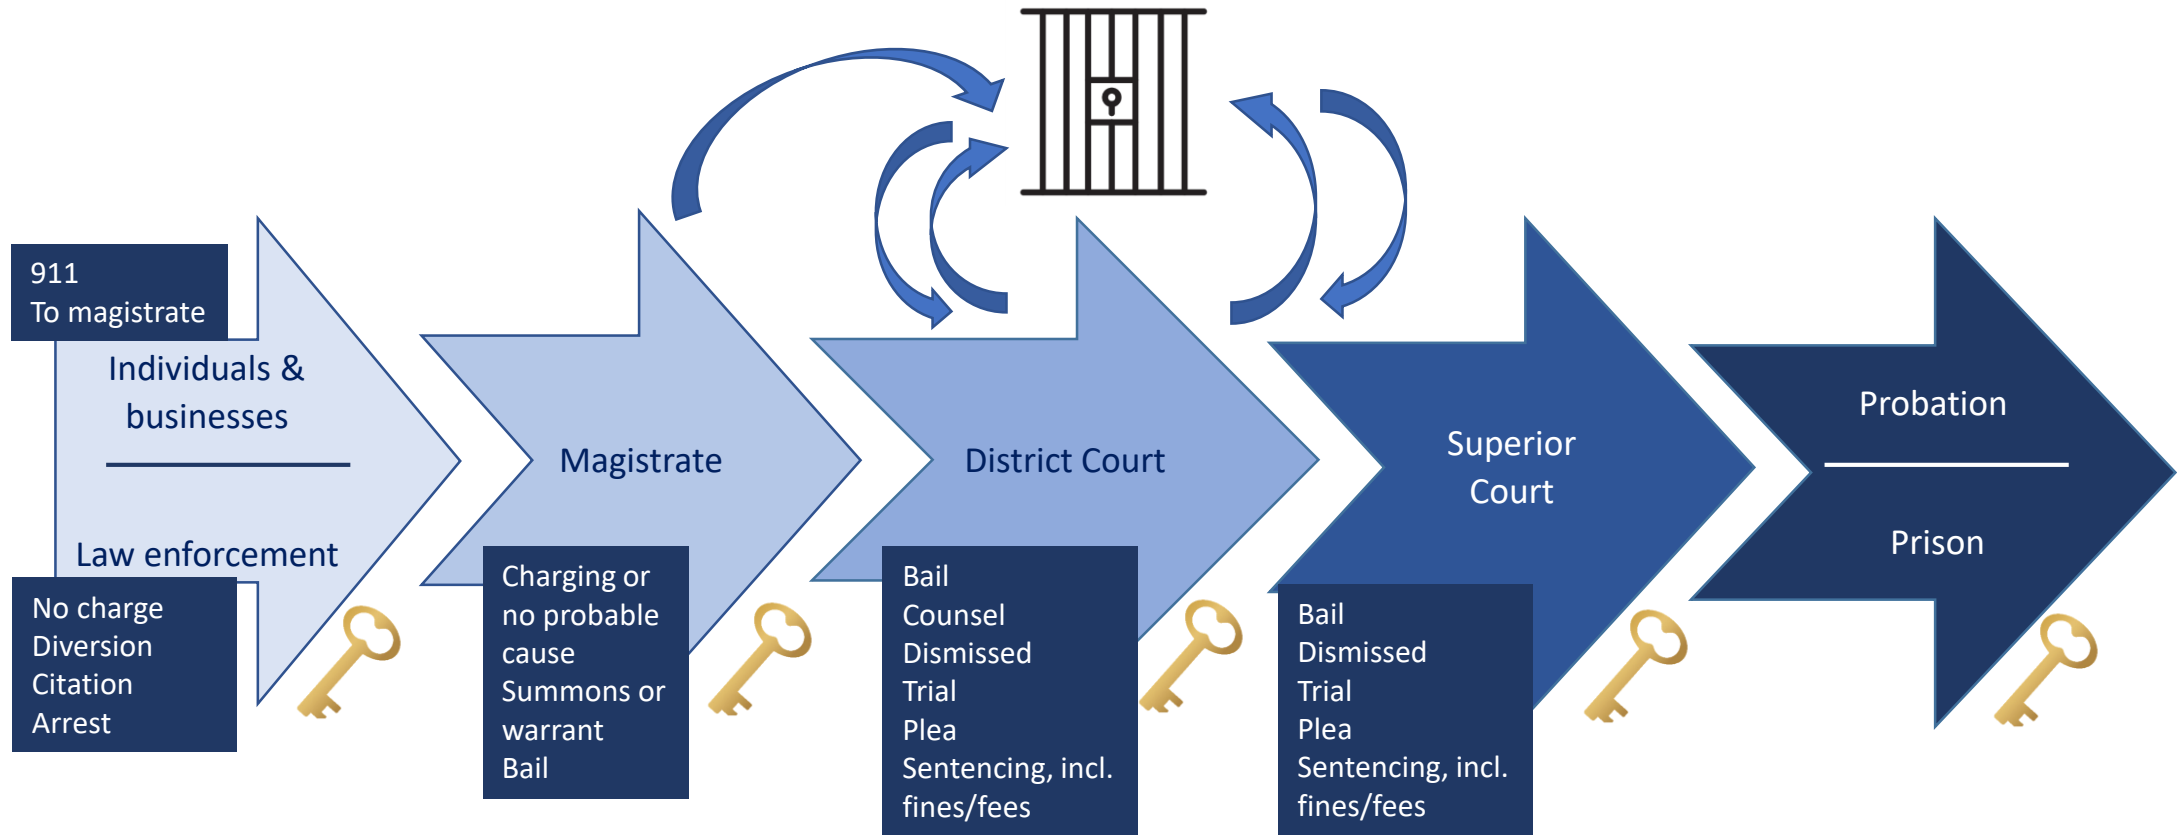 911
To magistrate
Individuals &
businesses
Law enforcement
No charge
Diversion
Citation
Arrest
Magistrate
Charging or
no probable
cause
Summons or
warrant
Bail
District Court
Bail
Counsel
Dismissed
Trial
Plea
Sentencing, incl.
fines/fees
Superior
Court
Bail
Dismissed
Trial
Plea
Sentencing, incl.
fines/fees
Probation
Prison